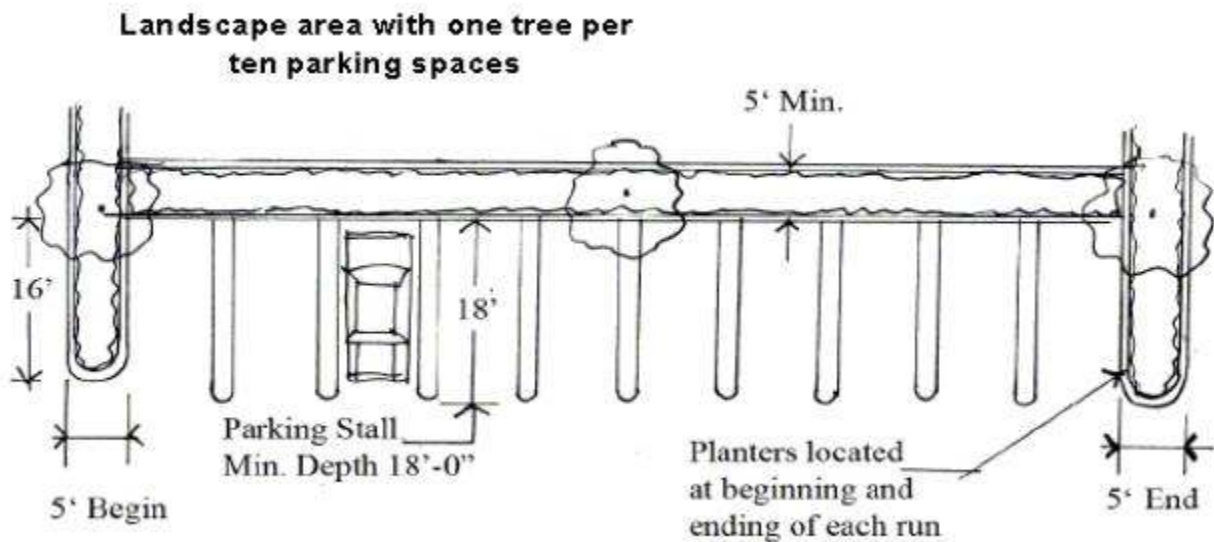 Landscape area with one tree per
ten parking spaces
5‘ Min.
16’
18’
Parking Stall
Min. Depth 18’-0”
5‘ Begin
Planters located
at beginning and
ending of each run
5‘ End